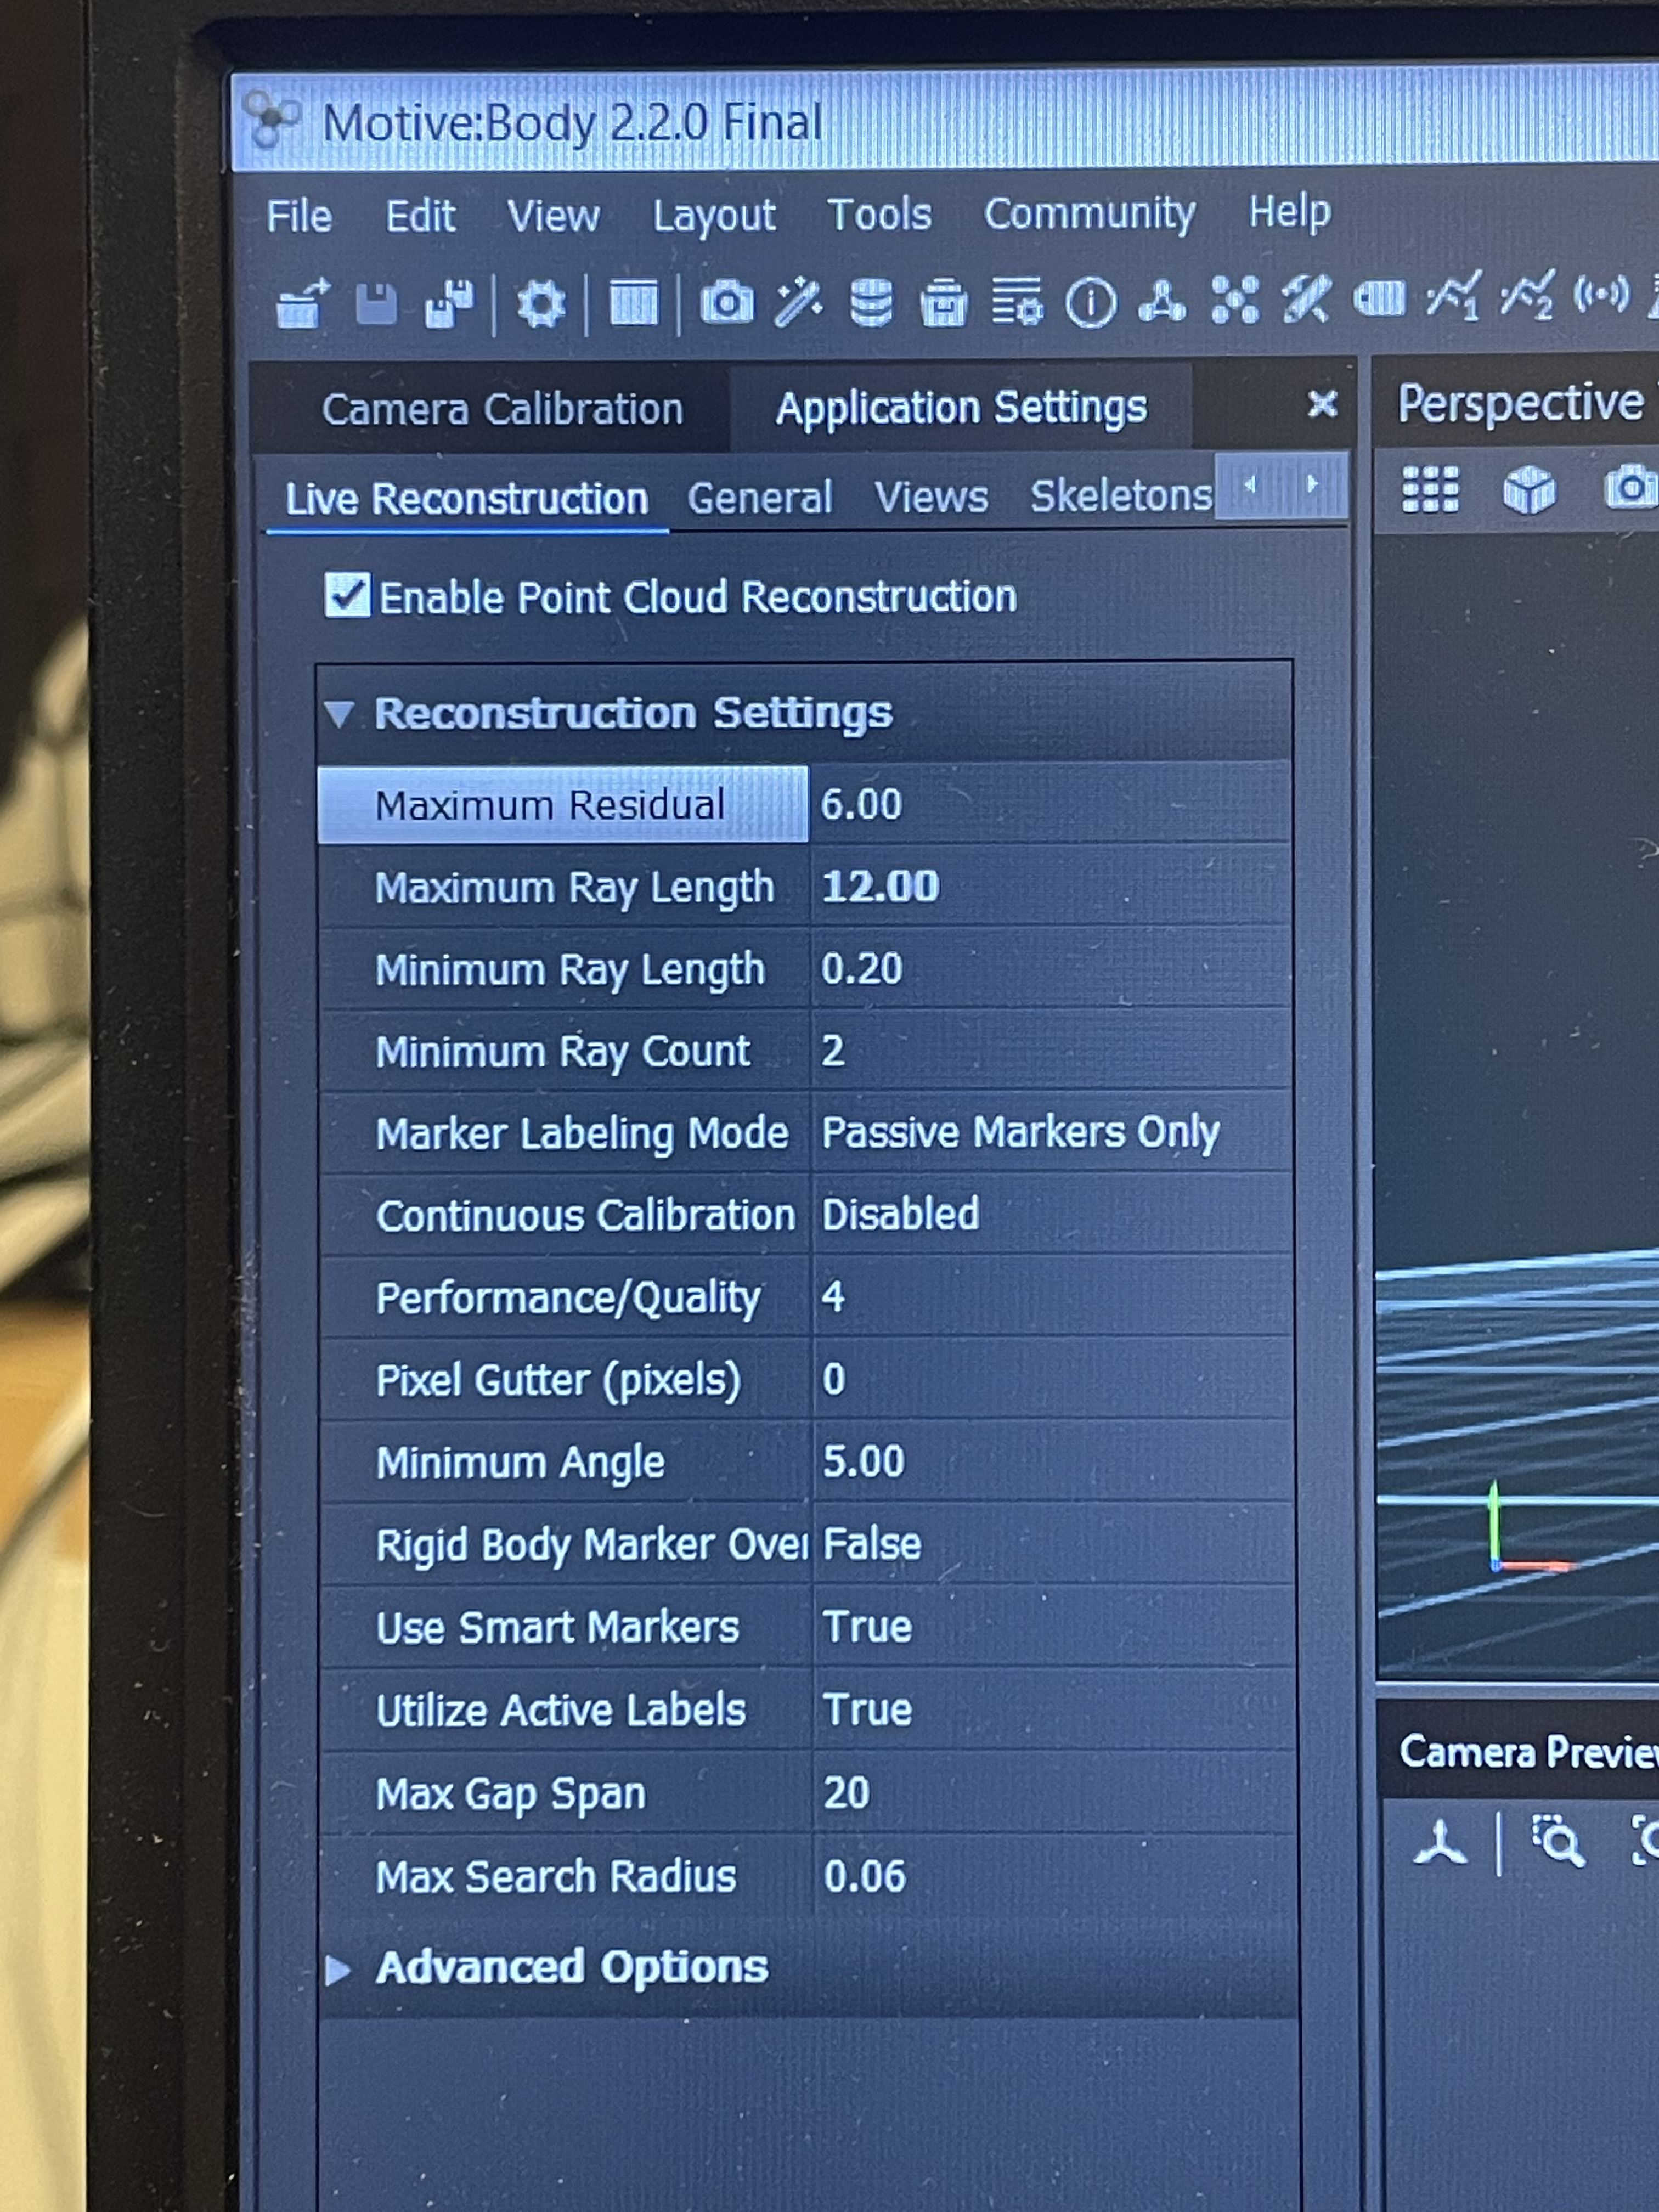 Motive:Body 2.2.0 Final
File Edit View Layout Tools Community Help
1 2
Camera Calibration Application Settings
Perspective
Live Reconstruction General Views Skeletons
Enable Point Cloud Reconstruction
Reconstruction Settings
Maximum Residual 6.00
Maximum Ray Length 12.00
Minimum Ray Length 0.20
Minimum Ray Count 2
Marker Labeling Mode Passive Markers Only
Continuous Calibration Disabled
Performance/Quality 4
Pixel Gutter (pixels) 0
Minimum Angle 5.00
Rigid Body Marker Over False
Use Smart Markers True
Utilize Active Labels True
Max Gap Span 20
Max Search Radius 0.06
Advanced Options
Camera Preview